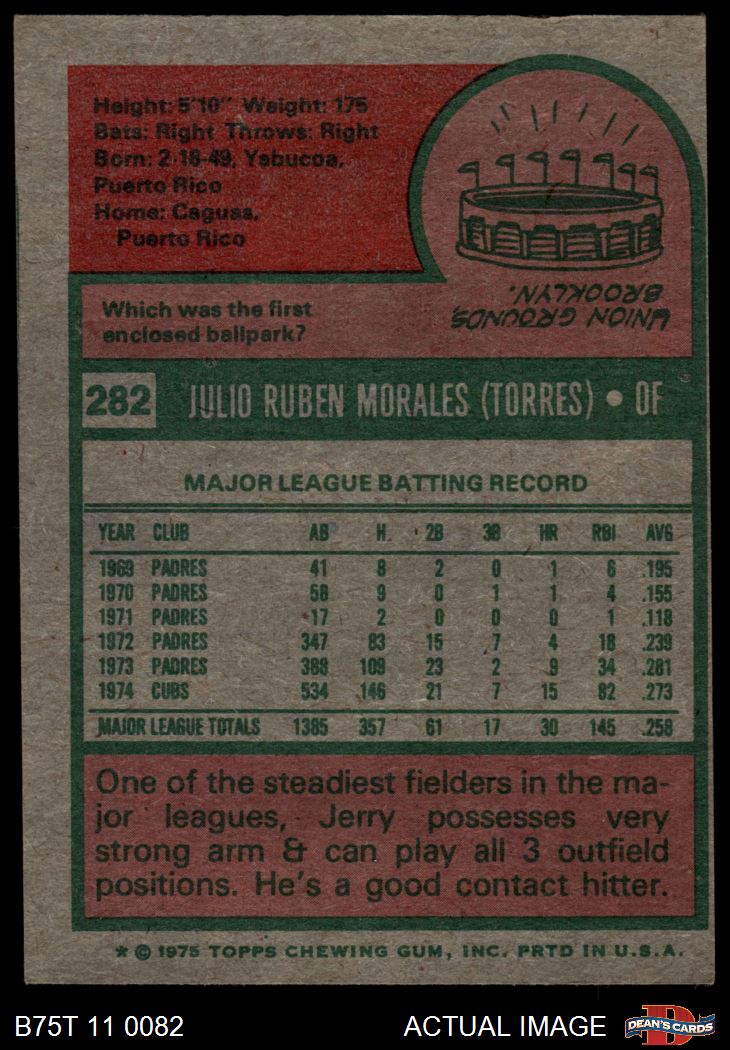 Height: 5'10" Weight: 175
Bats: Right Throws: Right
Born: 2-18-49, Yabucoa,
Puerto Rico
Home: Caguas,
Puerto Rico
Which was the first
enclosed ballpark?
UNION GROUNDS,
BROOKLYN.
282 JULIO RUBEN MORALES (TORRES) • OF
MAJOR LEAGUE BATTING RECORD
YEAR CLUB AB H 2B 3B HR RBI AVG
1969 PADRES 41 8 2 0 1 6 .195
1970 PADRES 58 9 0 1 1 4 .155
1971 PADRES 17 2 0 0 0 1 .118
1972 PADRES 347 83 15 7 4 18 .239
1973 PADRES 388 109 23 2 9 34 .281
1974 CUBS 534 146 21 7 15 82 .273
MAJOR LEAGUE TOTALS 1385 357 61 17 30 145 .258
One of the steadiest fielders in the ma-
jor leagues, Jerry possesses very
strong arm & can play all 3 outfield
positions. He's a good contact hitter.
* © 1975 TOPPS CHEWING GUM, INC. PRTD IN U.S.A.
B75T 11 0082 ACTUAL IMAGE D DEAN'S CARDS